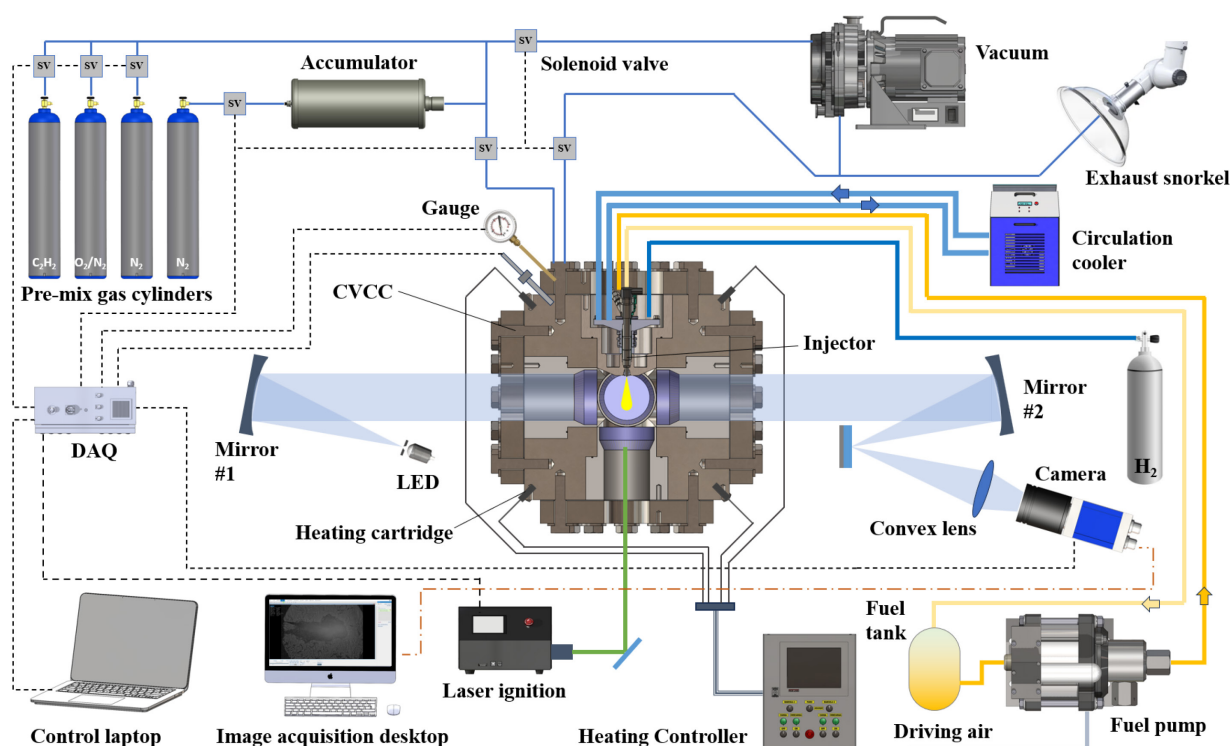 SV
Vacuum
SV
SV
SV
Accumulator
Solenoid valve
SV
SV
SV
Exhaust snorkel
Gauge
Circulation
cooler
C2H2
O2/N2
N2
N2
Pre-mix gas cylinders
CVCC
Injector
Mirror
#2
DAQ
Mirror
#1
LED
Camera
H2
Heating cartridge
Convex lens
Fuel
tank
Laser ignition
Driving air
Fuel pump
Control laptop
Image acquisition desktop
Heating Controller